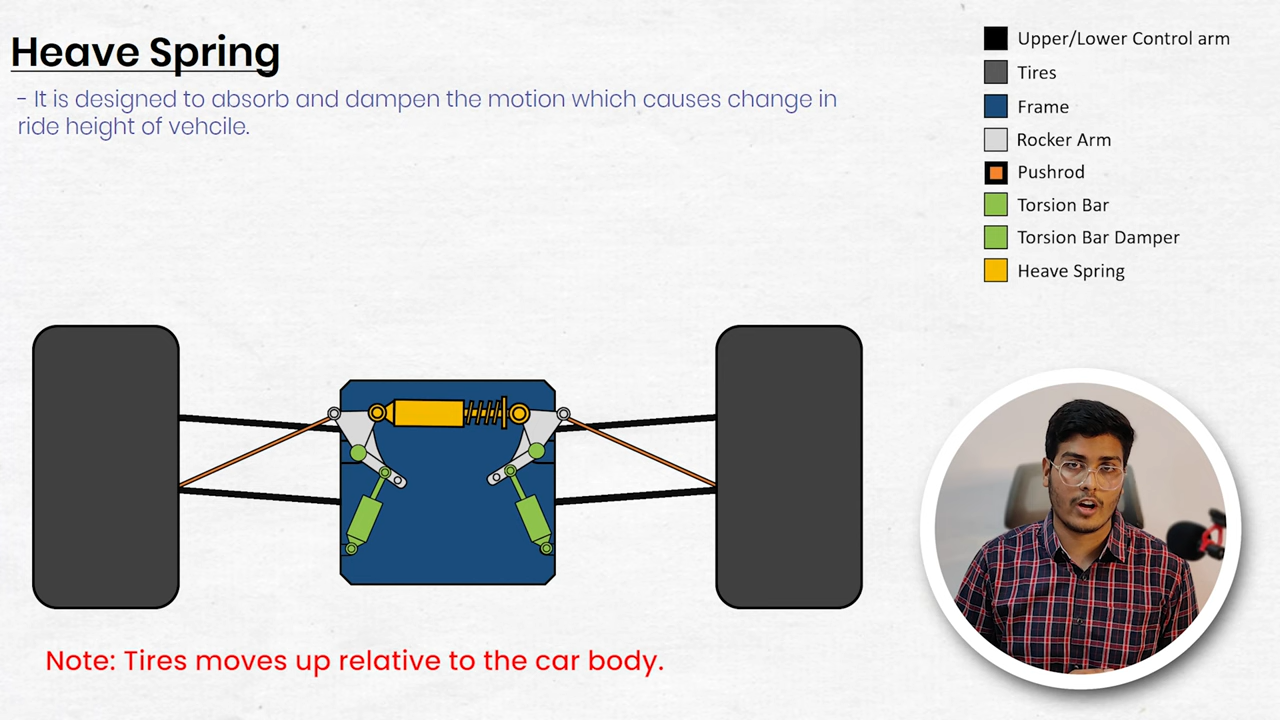 Heave Spring
- It is designed to absorb and dampen the motion which causes change in
ride height of vehcile.
Upper/Lower Control arm
Tires
Frame
Rocker Arm
Pushrod
Torsion Bar
Torsion Bar Damper
Heave Spring
Note: Tires moves up relative to the car body.